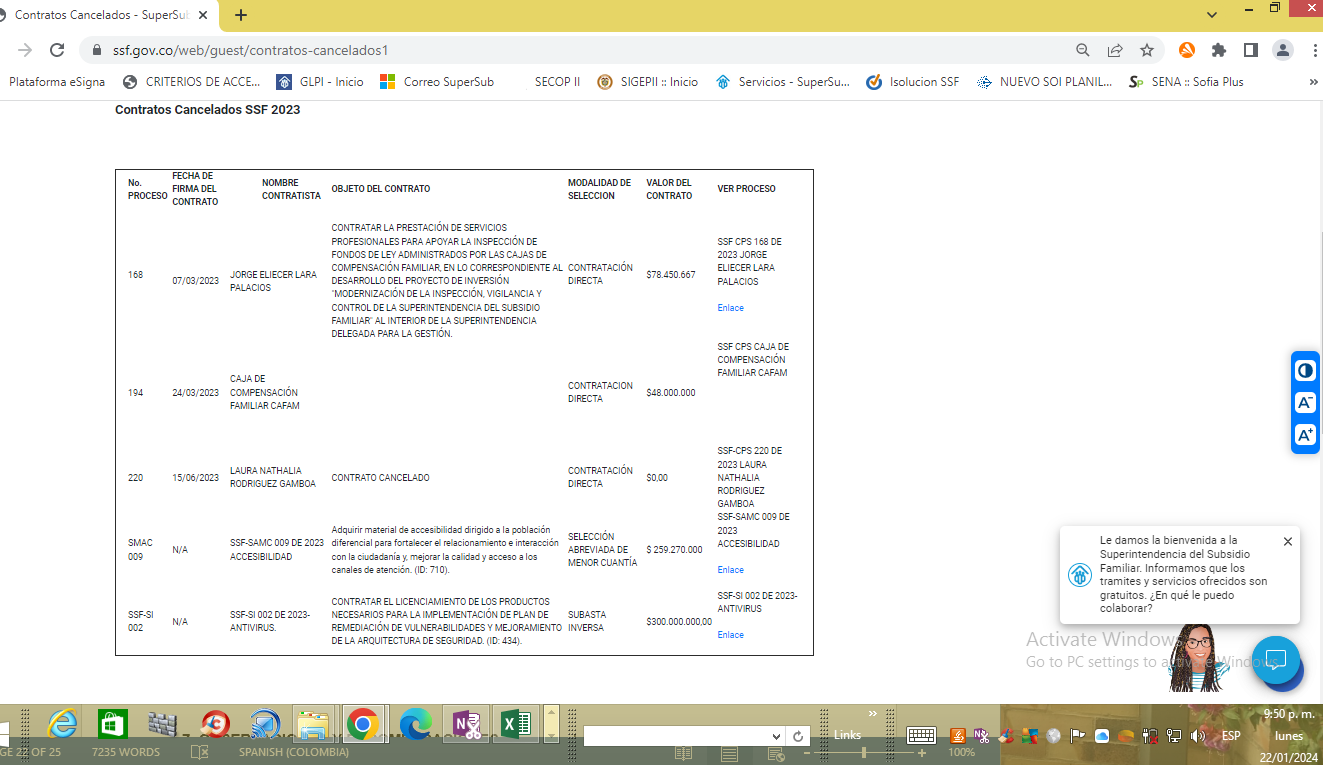 Contratos Cancelados - SuperSub
ssf.gov.co/web/guest/contratos-cancelados1
Plataforma eSigna
CRITERIOS DE ACCE...
GLPI - Inicio
Correo SuperSub
SECOP II
SIGEPII :: Inicio
Servicios - SuperSu...
Isolucion SSF
NUEVO SOI PLANIL...
SENA :: Sofia Plus
»
Contratos Cancelados SSF 2023
No.
PROCESO
FECHA DE
FIRMA DEL
CONTRATO
NOMBRE
CONTRATISTA
OBJETO DEL CONTRATO
MODALIDAD DE
SELECCION
VALOR DEL
CONTRATO
VER PROCESO
168
07/03/2023
JORGE ELIECER LARA
PALACIOS
CONTRATAR LA PRESTACIÓN DE SERVICIOS
PROFESIONALES PARA APOYAR LA INSPECCIÓN DE
FONDOS DE LEY ADMINISTRADOS POR LAS CAJAS DE
COMPENSACIÓN FAMILIAR, EN LO CORRESPONDIENTE AL
DESARROLLO DEL PROYECTO DE INVERSIÓN
"MODERNIZACIÓN DE LA INSPECCIÓN, VIGILANCIA Y
CONTROL DE LA SUPERINTENDENCIA DEL SUBSIDIO
FAMILIAR" AL INTERIOR DE LA SUPERINTENDENCIA
DELEGADA PARA LA GESTIÓN.
CONTRATACIÓN
DIRECTA
$78.450.667
SSF CPS 168 DE
2023 JORGE
ELIECER LARA
PALACIOS
Enlace
194
24/03/2023
CAJA DE
COMPENSACIÓN
FAMILIAR CAFAM
CONTRATACION
DIRECTA
$48.000.000
SSF CPS CAJA DE
COMPENSACIÓN
FAMILIAR CAFAM
220
15/06/2023
LAURA NATHALIA
RODRIGUEZ GAMBOA
CONTRATO CANCELADO
CONTRATACIÓN
DIRECTA
$0,00
SSF-CPS 220 DE
2023 LAURA
NATHALIA
RODRIGUEZ
GAMBOA
SMAC
009
N/A
SSF-SAMC 009 DE 2023
ACCESIBILIDAD
Adquirir material de accesibilidad dirigido a la población
diferencial para fortalecer el relacionamiento e interacción
con la ciudadanía y, mejorar la calidad y acceso a los
canales de atención. (ID: 710).
SELECCIÓN
ABREVIADA DE
MENOR CUANTÍA
$ 259.270.000
SSF-SAMC 009 DE
2023
ACCESIBILIDAD
Enlace
SSF-SI
002
N/A
SSF-SI 002 DE 2023-
ANTIVIRUS.
CONTRATAR EL LICENCIAMIENTO DE LOS PRODUCTOS
NECESARIOS PARA LA IMPLEMENTACIÓN DE PLAN DE
REMEDIACIÓN DE VULNERABILIDADES Y MEJORAMIENTO
DE LA ARQUITECTURA DE SEGURIDAD. (ID: 434).
SUBASTA
INVERSA
$300.000.000,00
SSF-SI 002 DE 2023-
ANTIVIRUS
Enlace
A-
A+
Le damos la bienvenida a la
Superintendencia del Subsidio
Familiar. Informamos que los
tramites y servicios ofrecidos son
gratuitos. ¿En qué le puedo
colaborar?
Activate Windows
Go to PC settings to activate Windows.
Links
»
ESP
9:50 p. m.
lunes
22/01/2024
GE 22 OF 25
7235 WORDS
SPANISH (COLOMBIA)
100%